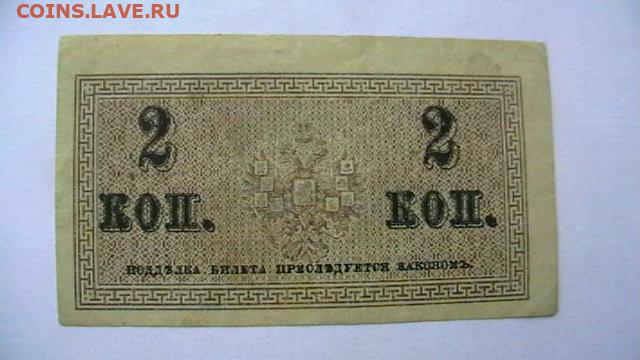 COINS.LAVE.RU
2 2
КОП. КОП.
ПОДДѢЛКА БИЛЕТА ПРЕСЛѢДУЕТСЯ ЗАКОНОМЪ.